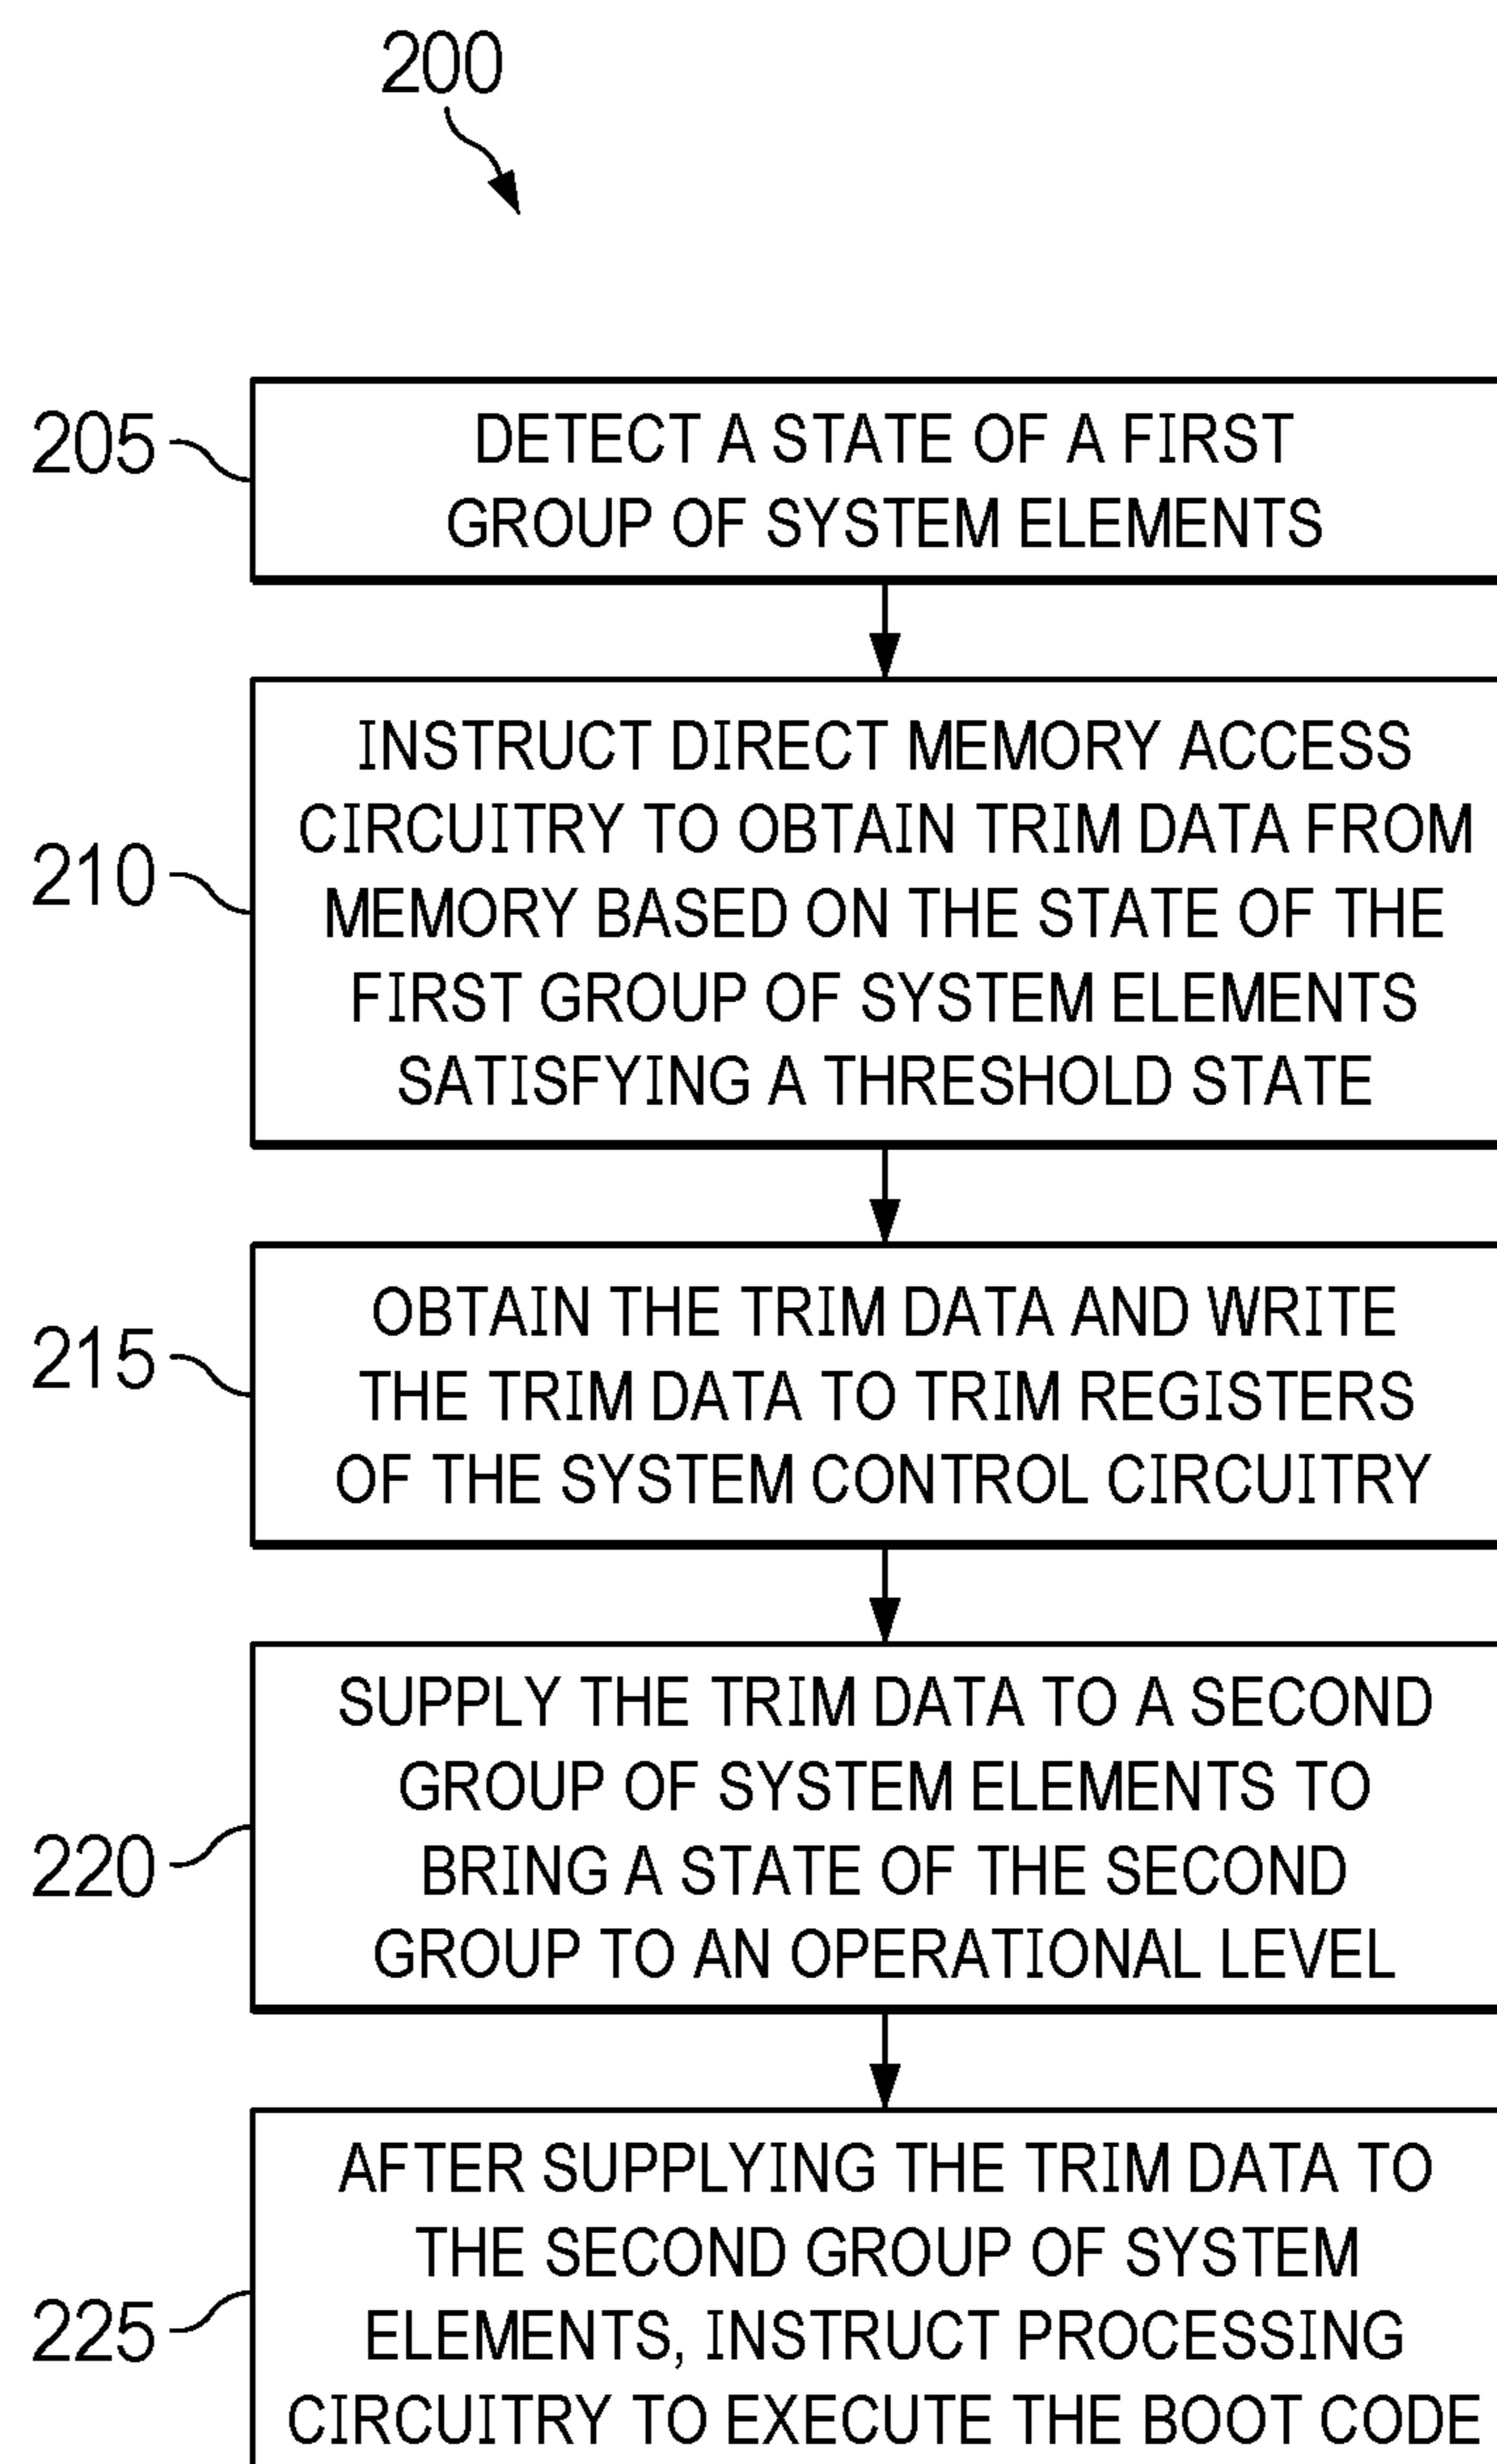 200
205
DETECT A STATE OF A FIRST
GROUP OF SYSTEM ELEMENTS
210
INSTRUCT DIRECT MEMORY ACCESS
CIRCUITRY TO OBTAIN TRIM DATA FROM
MEMORY BASED ON THE STATE OF THE
FIRST GROUP OF SYSTEM ELEMENTS
SATISFYING A THRESHOLD STATE
215
OBTAIN THE TRIM DATA AND WRITE
THE TRIM DATA TO TRIM REGISTERS
OF THE SYSTEM CONTROL CIRCUITRY
220
SUPPLY THE TRIM DATA TO A SECOND
GROUP OF SYSTEM ELEMENTS TO
BRING A STATE OF THE SECOND
GROUP TO AN OPERATIONAL LEVEL
225
AFTER SUPPLYING THE TRIM DATA TO
THE SECOND GROUP OF SYSTEM
ELEMENTS, INSTRUCT PROCESSING
CIRCUITRY TO EXECUTE THE BOOT CODE